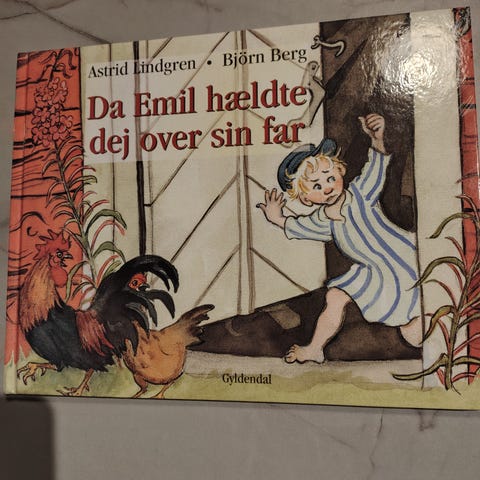 Astrid Lindgren • Björn Berg
Da Emil hældte
dej over sin far
Gyldendal